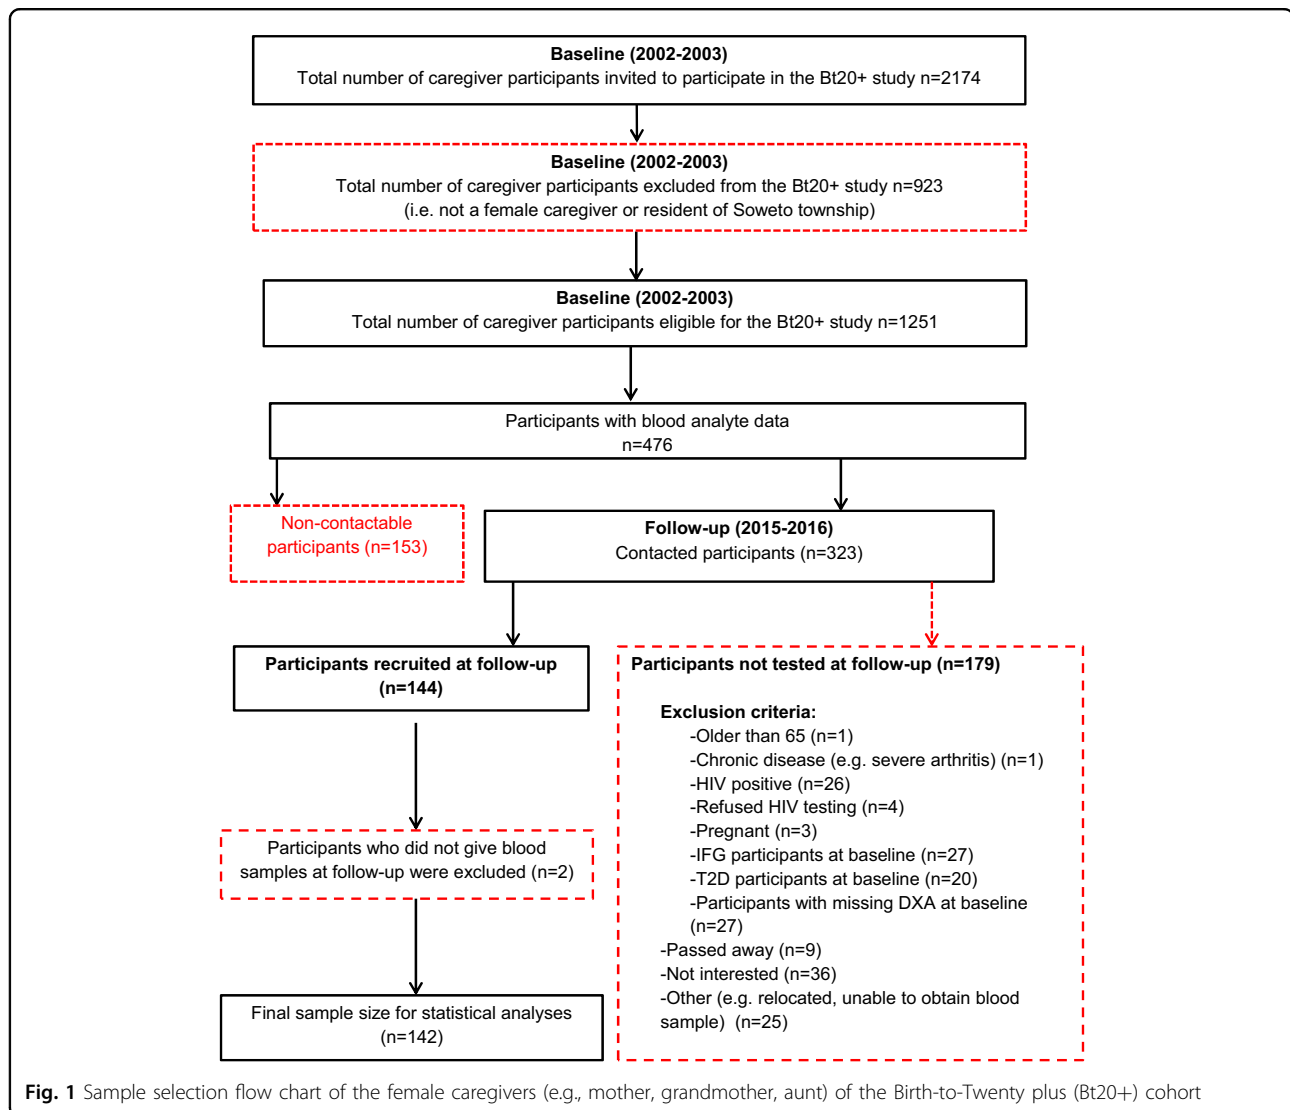 Baseline (2002-2003)
Total number of caregiver participants invited to participate in the Bt20+ study n=2174
Baseline (2002-2003)
Total number of caregiver participants excluded from the Bt20+ study n=923
(i.e. not a female caregiver or resident of Soweto township)
Baseline (2002-2003)
Total number of caregiver participants eligible for the Bt20+ study n=1251
Participants with blood analyte data
n=476
Non-contactable
participants (n=153)
Follow-up (2015-2016)
Contacted participants (n=323)
Participants recruited at follow-up
(n=144)
Participants who did not give blood
samples at follow-up were excluded (n=2)
Final sample size for statistical analyses
(n=142)
Participants not tested at follow-up (n=179)
Exclusion criteria:
-Older than 65 (n=1)
-Chronic disease (e.g. severe arthritis) (n=1)
-HIV positive (n=26)
-Refused HIV testing (n=4)
-Pregnant (n=3)
-IFG participants at baseline (n=27)
-T2D participants at baseline (n=20)
-Participants with missing DXA at baseline
(n=27)
-Passed away (n=9)
-Not interested (n=36)
-Other (e.g. relocated, unable to obtain blood
sample) (n=25)
Fig. 1 Sample selection flow chart of the female caregivers (e.g., mother, grandmother, aunt) of the Birth-to-Twenty plus (Bt20+) cohort